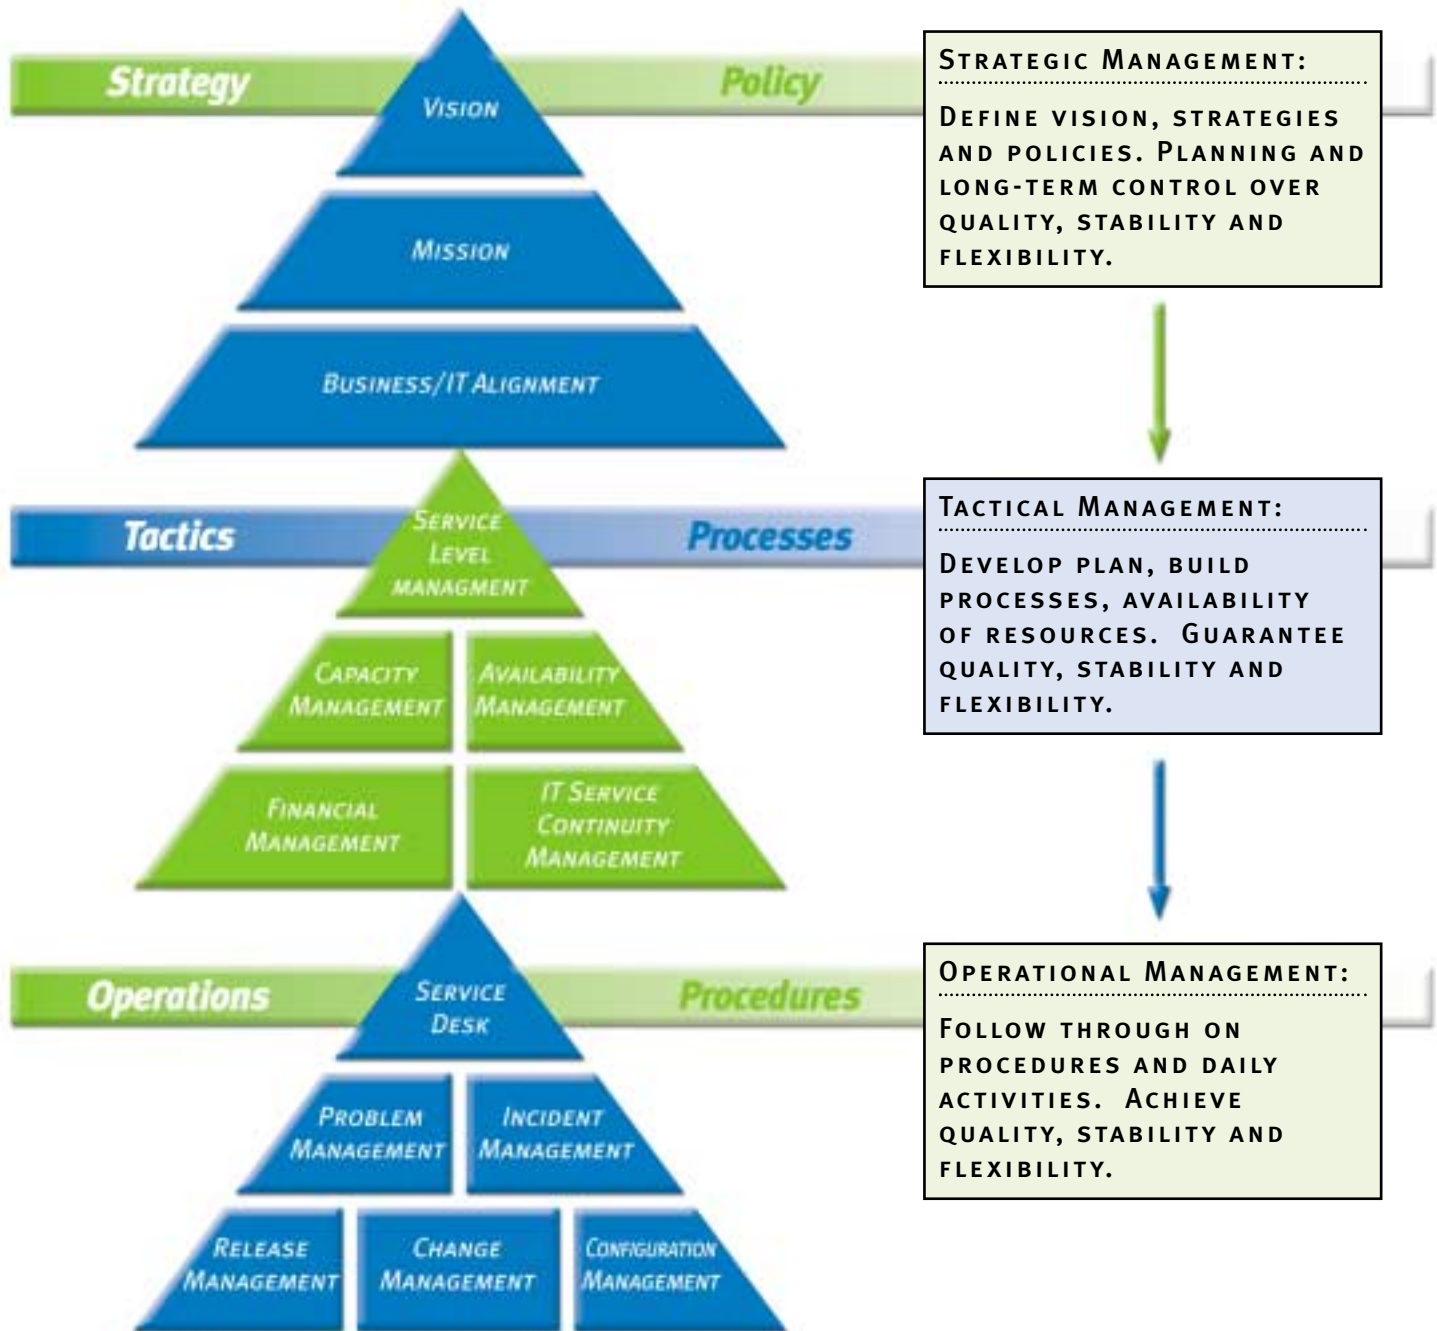 Strategy
Policy
VISION
MISSION
BUSINESS/IT ALIGNMENT
STRATEGIC MANAGEMENT:
DEFINE VISION, STRATEGIES
AND POLICIES. PLANNING AND
LONG-TERM CONTROL OVER
QUALITY, STABILITY AND
FLEXIBILITY.
Tactics
Processes
SERVICE
LEVEL
MANAGMENT
CAPACITY
MANAGEMENT
AVAILABILITY
MANAGEMENT
FINANCIAL
MANAGEMENT
IT SERVICE
CONTINUITY
MANAGEMENT
TACTICAL MANAGEMENT:
DEVELOP PLAN, BUILD
PROCESSES, AVAILABILITY
OF RESOURCES. GUARANTEE
QUALITY, STABILITY AND
FLEXIBILITY.
Operations
Procedures
SERVICE
DESK
PROBLEM
MANAGEMENT
INCIDENT
MANAGEMENT
RELEASE
MANAGEMENT
CHANGE
MANAGEMENT
CONFIGURATION
MANAGEMENT
OPERATIONAL MANAGEMENT:
FOLLOW THROUGH ON
PROCEDURES AND DAILY
ACTIVITIES. ACHIEVE
QUALITY, STABILITY AND
FLEXIBILITY.